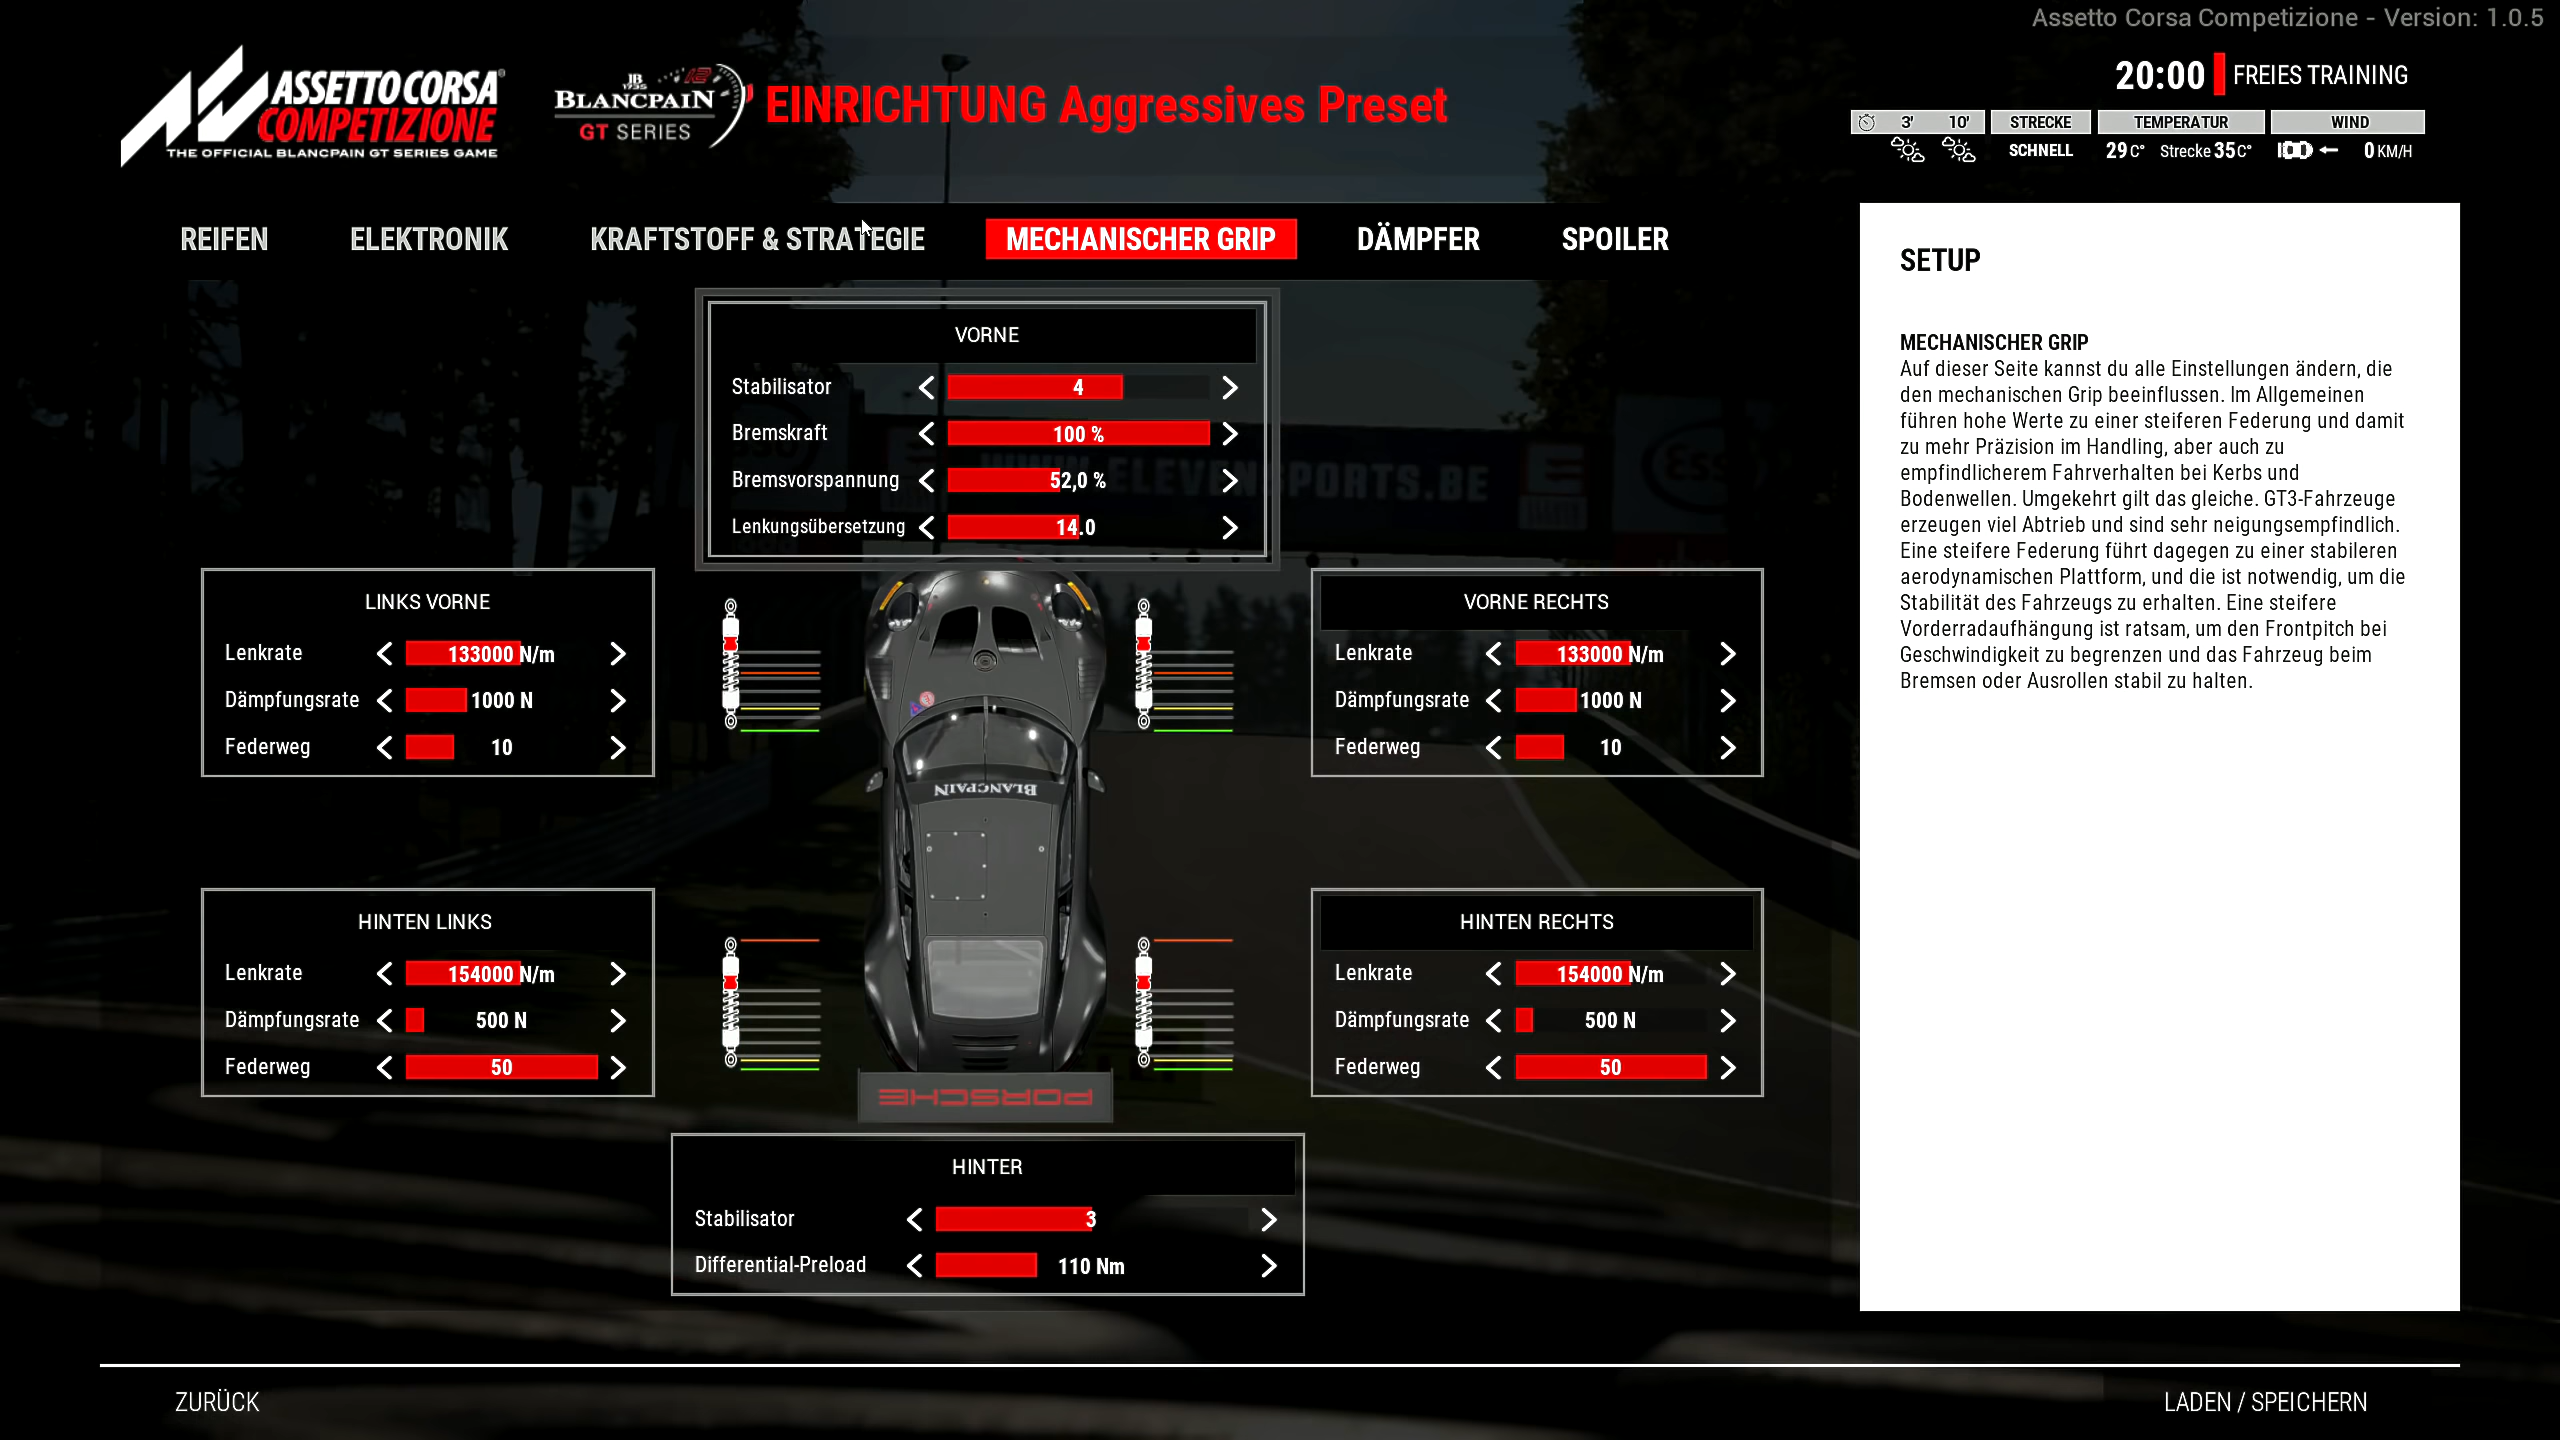 Assetto Corsa Competizione - Version: 1.0.5
ASSETTO CORSA
COMPETIZIONE
THE OFFICIAL BLANCPAIN GT SERIES GAME
JB
1735
BLANCPAIN
GT SERIES
12
EINRICHTUNG Aggressives Preset
20:00 FREIES TRAINING
3' 10' STRECKE TEMPERATUR WIND
SCHNELL 29 C° Strecke 35 C° 0 KM/H
REIFEN ELEKTRONIK KRAFTSTOFF & STRATEGIE MECHANISCHER GRIP DÄMPFER SPOILER
VORNE
Stabilisator 4
Bremskraft 100 %
Bremsvorspannung 52,0 %
Lenkungsübersetzung 14.0
WWW.ELEVENSPORTS.BE
Esso
LINKS VORNE
Lenkrate 133000 N/m
Dämpfungsrate 1000 N
Federweg 10
VORNE RECHTS
Lenkrate 133000 N/m
Dämpfungsrate 1000 N
Federweg 10
BLANCPAIN
HINTEN LINKS
Lenkrate 154000 N/m
Dämpfungsrate 500 N
Federweg 50
HINTEN RECHTS
Lenkrate 154000 N/m
Dämpfungsrate 500 N
Federweg 50
PORSCHE
HINTER
Stabilisator 3
Differential-Preload 110 Nm
SETUP
MECHANISCHER GRIP
Auf dieser Seite kannst du alle Einstellungen ändern, die
den mechanischen Grip beeinflussen. Im Allgemeinen
führen hohe Werte zu einer steiferen Federung und damit
zu mehr Präzision im Handling, aber auch zu
empfindlicherem Fahrverhalten bei Kerbs und
Bodenwellen. Umgekehrt gilt das gleiche. GT3-Fahrzeuge
erzeugen viel Abtrieb und sind sehr neigungsempfindlich.
Eine steifere Federung führt dagegen zu einer stabileren
aerodynamischen Plattform, und die ist notwendig, um die
Stabilität des Fahrzeugs zu erhalten. Eine steifere
Vorderradaufhängung ist ratsam, um den Frontpitch bei
Geschwindigkeit zu begrenzen und das Fahrzeug beim
Bremsen oder Ausrollen stabil zu halten.
ZURÜCK
LADEN / SPEICHERN